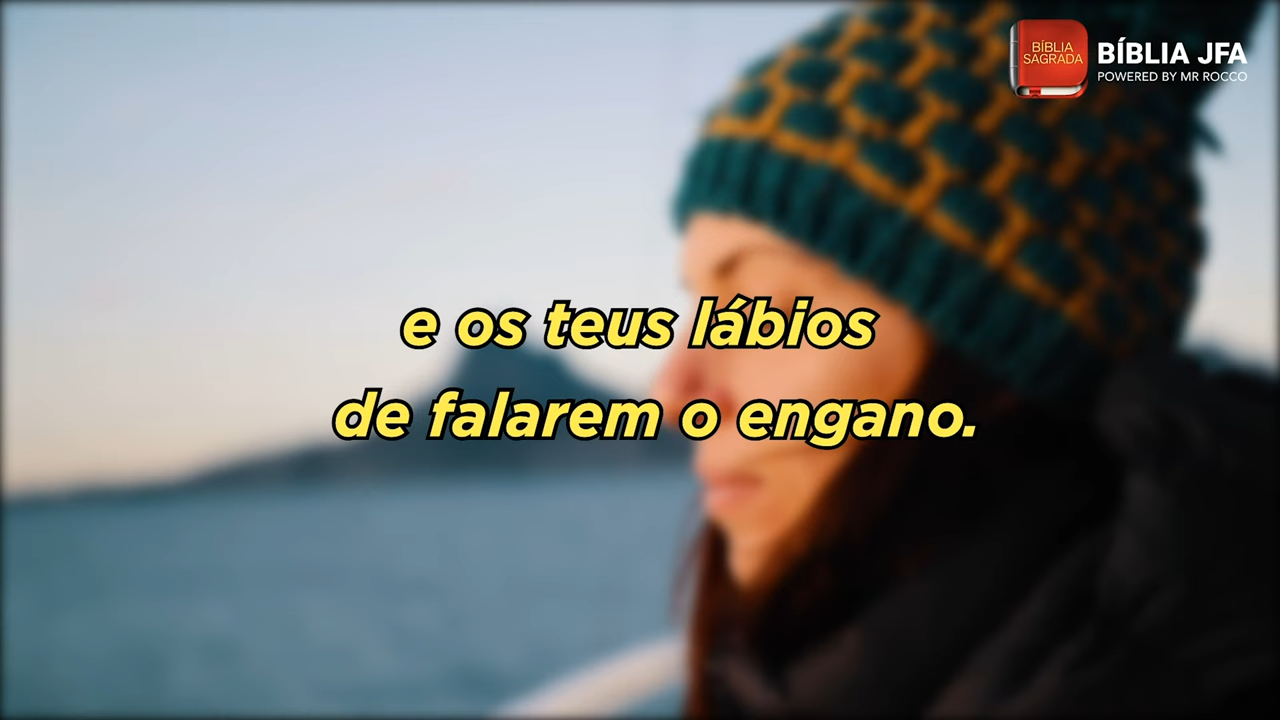 BÍBLIA
SAGRADA
BÍBLIA JFA
POWERED BY MR ROCCO
e os teus lábios
de falarem o engano.